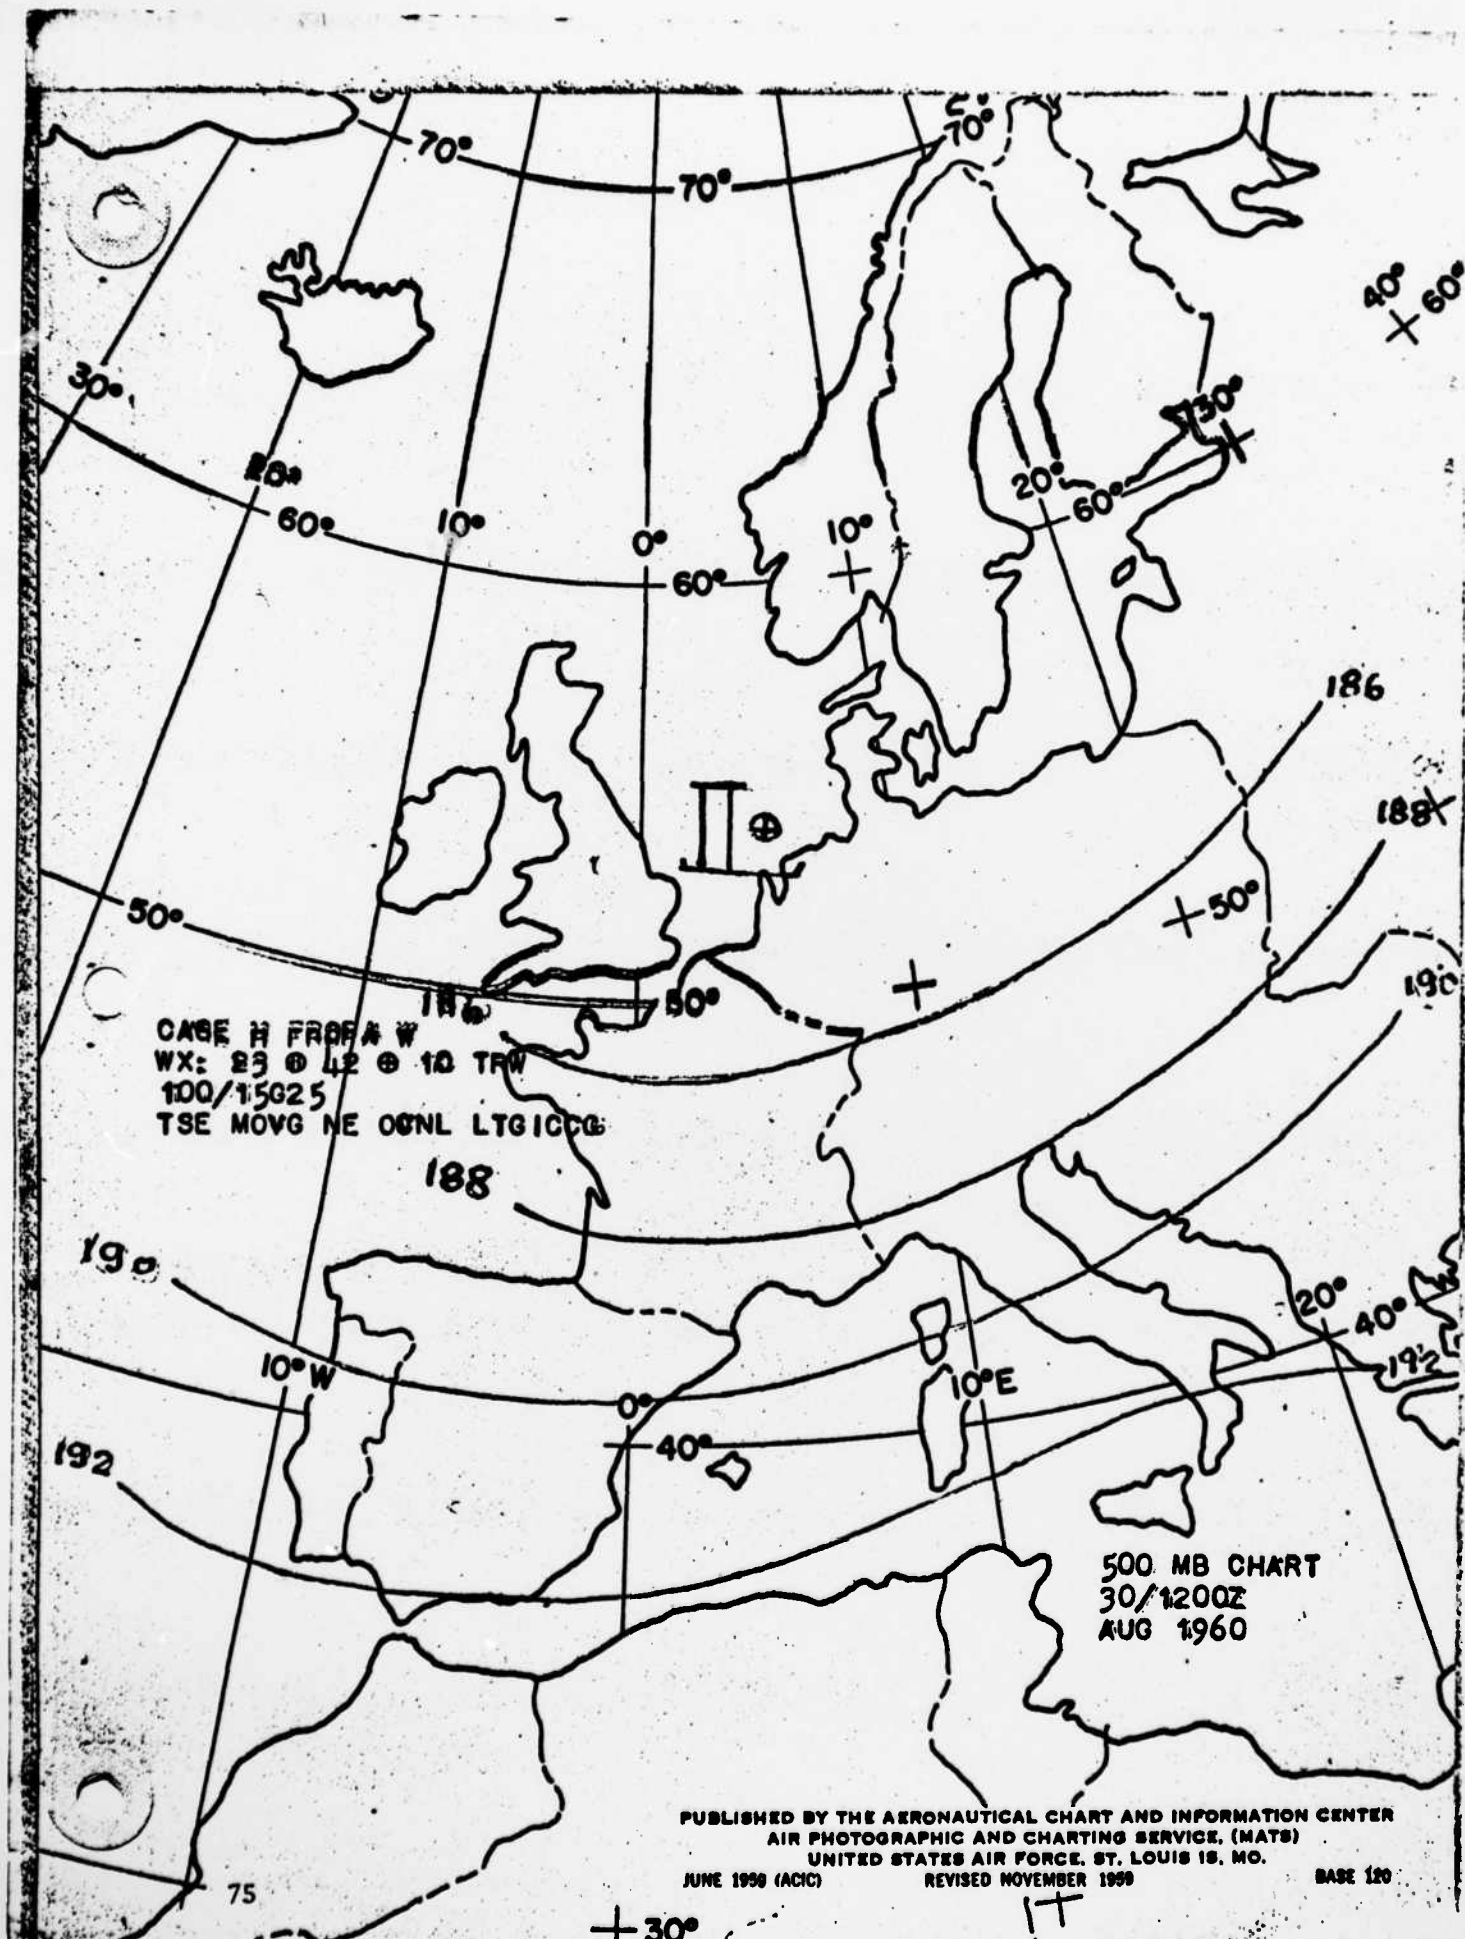 70°
70°
70°
40°
60°
30°
30°
20°
60°
10°
0°
60°
10°
20°
60°
186
188
II ⊕
50°
50°
50°
190
186
CASE H FROPA W
WX: 23 ⊕ 42 ⊕ 10 TRW
100/15G25
TSE MOVG NE OCNL LTGICCG
188
190
20°
40°
192
10° W
0°
10° E
40°
192
500 MB CHART
30/1200Z
AUG 1960
PUBLISHED BY THE AERONAUTICAL CHART AND INFORMATION CENTER
AIR PHOTOGRAPHIC AND CHARTING SERVICE, (MATS)
UNITED STATES AIR FORCE, ST. LOUIS 18, MO.
JUNE 1959 (ACIC) REVISED NOVEMBER 1959 BASE 120
75
30°